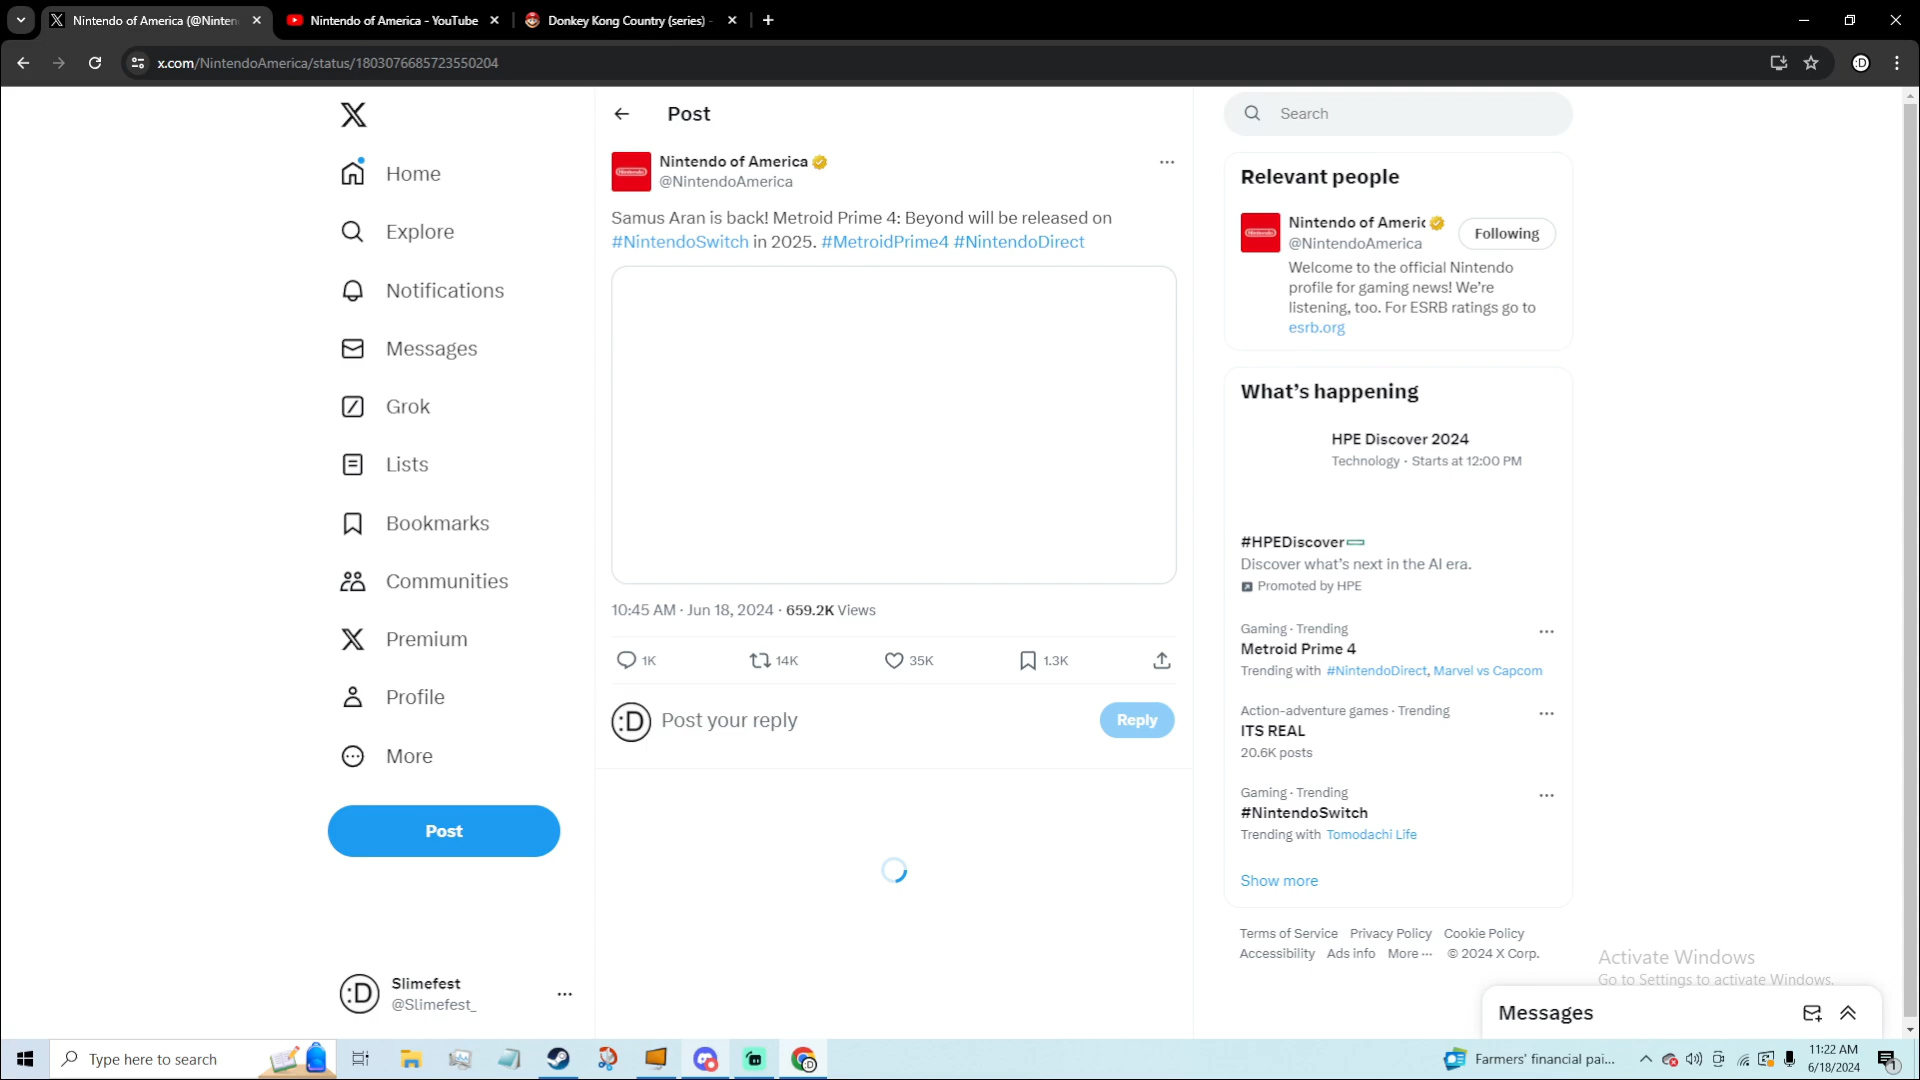 Nintendo of America (@Ninten
Nintendo of America - YouTube
Donkey Kong Country (series) -
x.com/NintendoAmerica/status/1803076685723550204
Home
Explore
Notifications
Messages
Grok
Lists
Bookmarks
Communities
Premium
Profile
More
Post
Slimefest
@Slimefest_
Post
Nintendo of America
@NintendoAmerica
Samus Aran is back! Metroid Prime 4: Beyond will be released on
#NintendoSwitch in 2025. #MetroidPrime4 #NintendoDirect
10:45 AM · Jun 18, 2024 · 659.2K Views
1K 14K 35K 1.3K
:D Post your reply Reply
Search
Relevant people
Nintendo of Americ
@NintendoAmerica
Following
Welcome to the official Nintendo
profile for gaming news! We’re
listening, too. For ESRB ratings go to
esrb.org
What’s happening
HPE Discover 2024
Technology · Starts at 12:00 PM
#HPEDiscover
Discover what’s next in the AI era.
Promoted by HPE
Gaming · Trending
Metroid Prime 4
Trending with #NintendoDirect, Marvel vs Capcom
Action-adventure games · Trending
ITS REAL
20.6K posts
Gaming · Trending
#NintendoSwitch
Trending with Tomodachi Life
Show more
Terms of Service Privacy Policy Cookie Policy
Accessibility Ads info More ··· © 2024 X Corp.
Activate Windows
Go to Settings to activate Windows.
Messages
Type here to search
Farmers' financial pai...
11:22 AM
6/18/2024
1